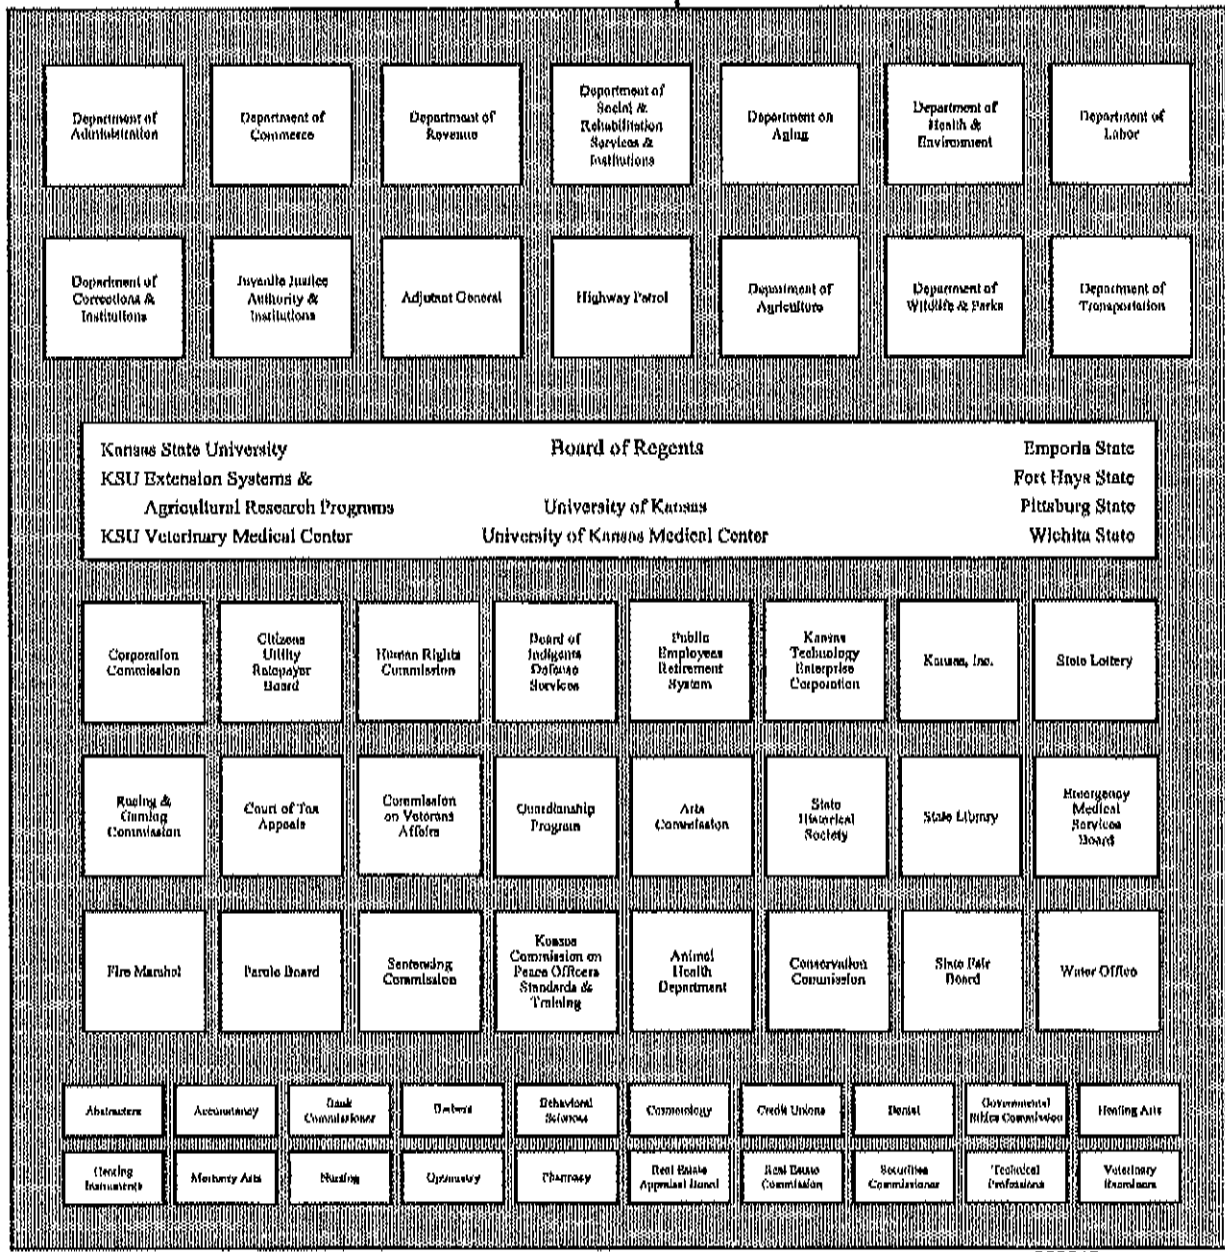 Department of
Administration
Department of
Commerce
Department of
Revenue
Department of
Social &
Rehabilitation
Services &
Institutions
Department on
Aging
Department of
Health &
Environment
Department of
Labor
Department of
Corrections &
Institutions
Juvenile Justice
Authority &
Institutions
Adjutant General
Highway Patrol
Department of
Agriculture
Department of
Wildlife & Parks
Department of
Transportation
Board of Regents
Kansas State University
KSU Extension Systems &
Agricultural Research Programs
KSU Veterinary Medical Center
University of Kansas
University of Kansas Medical Center
Emporia State
Fort Hays State
Pittsburg State
Wichita State
Corporation
Commission
Citizens
Utility
Ratepayer
Board
Human Rights
Commission
Board of
Indigents
Defense
Services
Public
Employees
Retirement
System
Kansas
Technology
Enterprise
Corporation
Kansas, Inc.
State Lottery
Racing &
Gaming
Commission
Court of Tax
Appeals
Commission
on Veterans
Affairs
Guardianship
Program
Arts
Commission
State
Historical
Society
State Library
Emergency
Medical
Services
Board
Fire Marshal
Parole Board
Sentencing
Commission
Kansas
Commission on
Peace Officers
Standards &
Training
Animal
Health
Department
Conservation
Commission
State Fair
Board
Water Office
Abstracters
Accountancy
Bank
Commissioner
Barbers
Behavioral
Sciences
Cosmetology
Credit Unions
Dental
Governmental
Ethics Commission
Healing Arts
Hearing
Instruments
Mortuary Arts
Nursing
Optometry
Pharmacy
Real Estate
Appraisal Board
Real Estate
Commission
Securities
Commissioner
Technical
Professions
Veterinary
Examiners